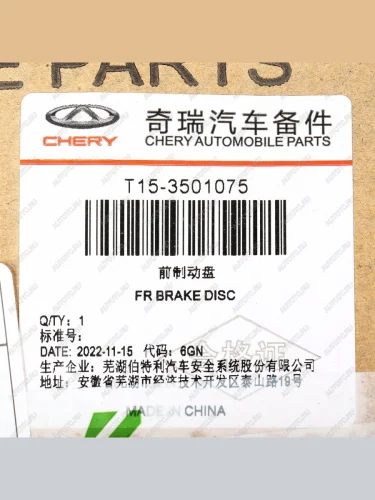 E PARTS
CHERY
奇瑞汽车备件
CHERY AUTOMOBILE PARTS
T15-3501075
前制动盘
FR BRAKE DISC
Q/TY: 1
标准号:
DATE: 2022-11-15 代码: 6GN
生产企业: 芜湖伯特利汽车安全系统股份有限公司
地址: 安徽省芜湖市经济技术开发区泰山路19号
合格证
MADE IN CHINA